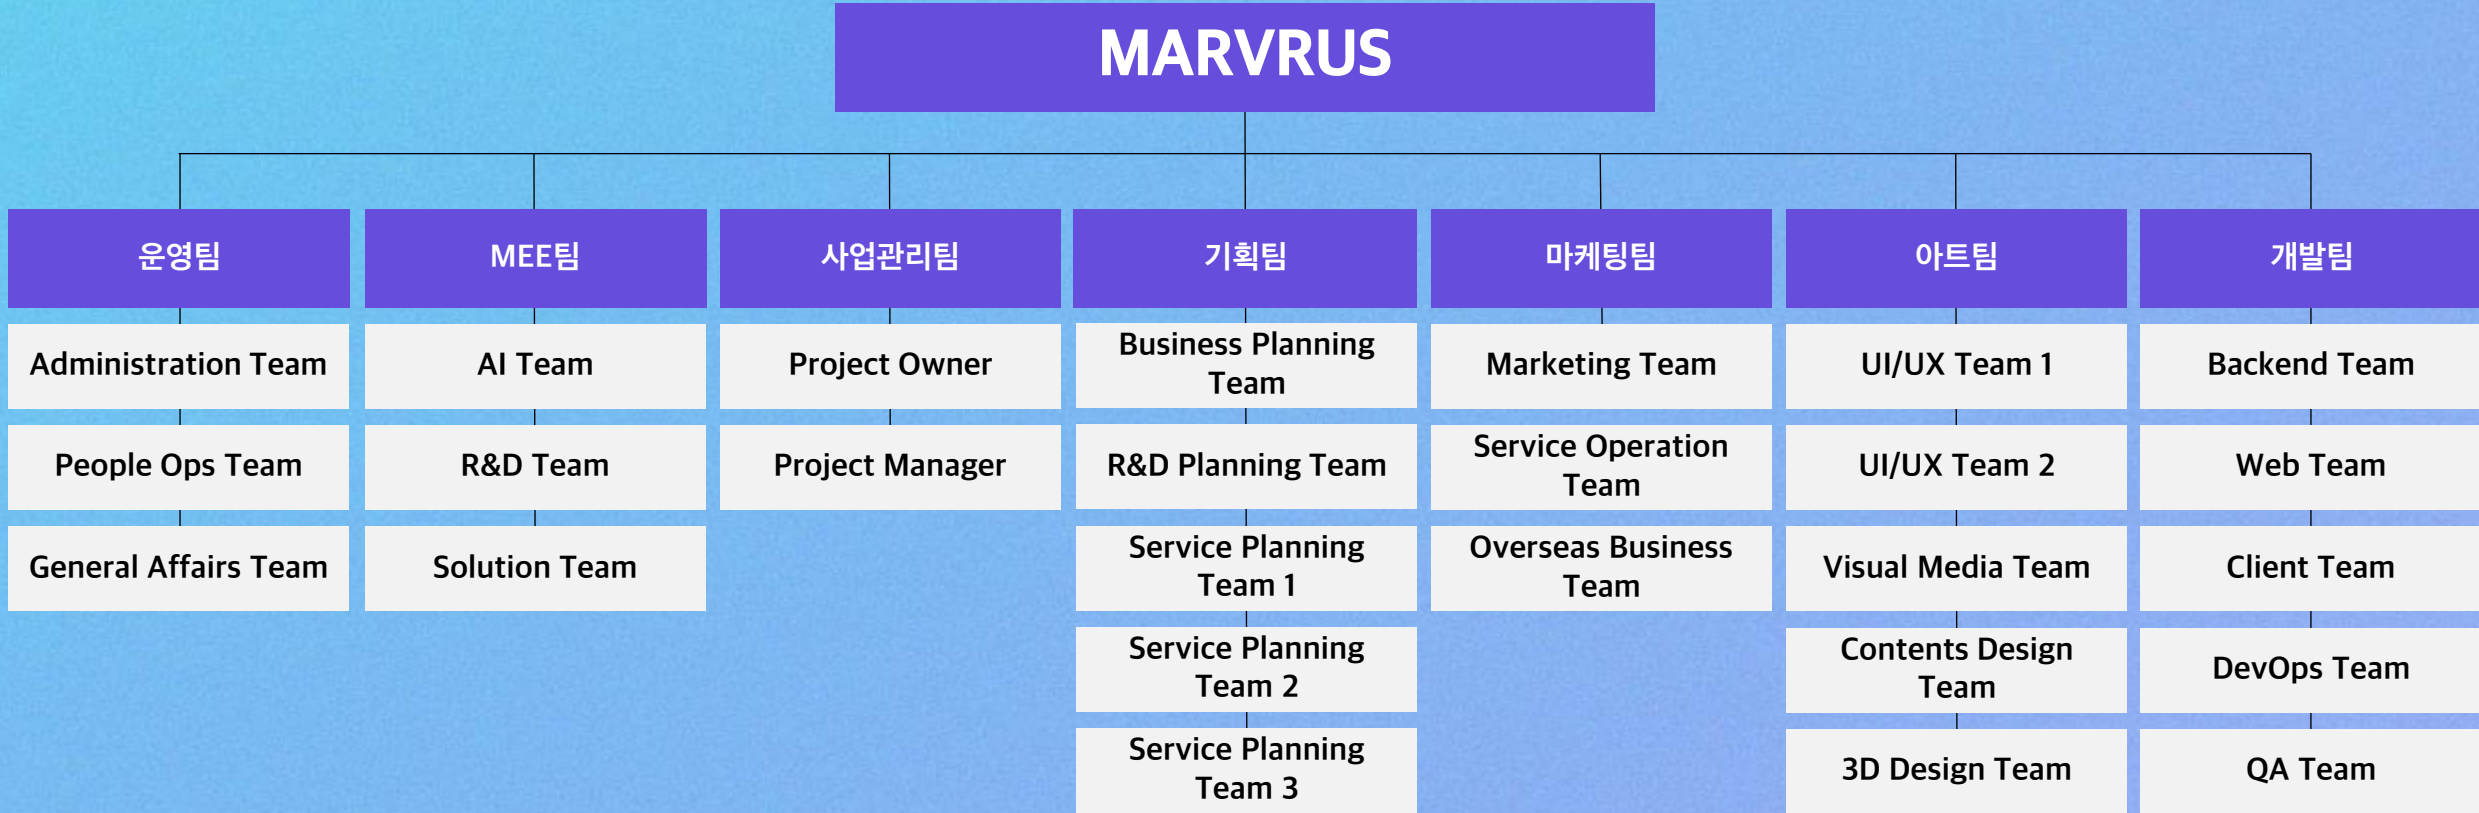 MARVRUS
운영팀
MEE팀
사업관리팀
기획팀
마케팅팀
아트팀
개발팀
Administration Team
People Ops Team
General Affairs Team
AI Team
R&D Team
Solution Team
Project Owner
Project Manager
Business Planning
Team
R&D Planning Team
Service Planning
Team 1
Service Planning
Team 2
Service Planning
Team 3
Marketing Team
Service Operation
Team
Overseas Business
Team
UI/UX Team 1
UI/UX Team 2
Visual Media Team
Contents Design
Team
3D Design Team
Backend Team
Web Team
Client Team
DevOps Team
QA Team